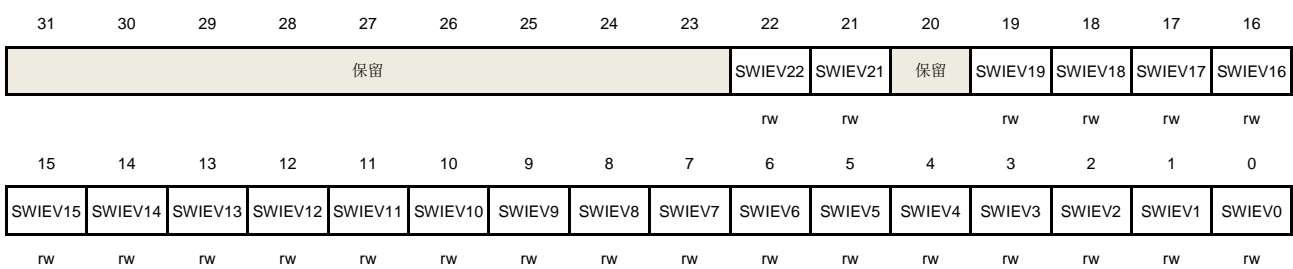 31 30 29 28 27 26 25 24 23 22 21 20 19 18 17 16
保留 SWIEV22 SWIEV21 保留 SWIEV19 SWIEV18 SWIEV17 SWIEV16
rw rw rw rw rw rw
15 14 13 12 11 10 9 8 7 6 5 4 3 2 1 0
SWIEV15 SWIEV14 SWIEV13 SWIEV12 SWIEV11 SWIEV10 SWIEV9 SWIEV8 SWIEV7 SWIEV6 SWIEV5 SWIEV4 SWIEV3 SWIEV2 SWIEV1 SWIEV0
rw rw rw rw rw rw rw rw rw rw rw rw rw rw rw rw